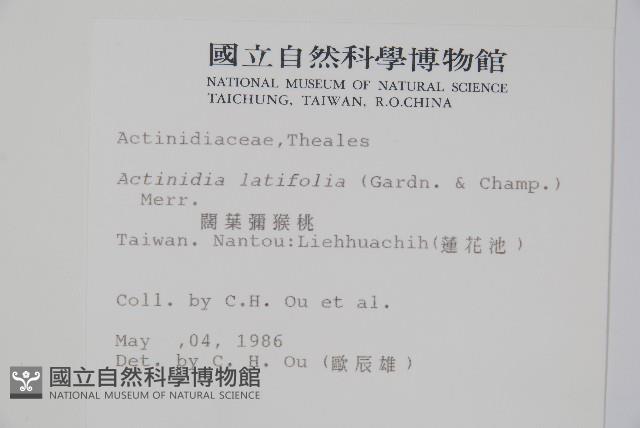 國立自然科學博物館
NATIONAL MUSEUM OF NATURAL SCIENCE
TAICHUNG, TAIWAN, R.O.CHINA
Actinidiaceae,Theales
Actinidia latifolia (Gardn. & Champ.)
Merr.
闊葉獼猴桃
Taiwan. Nantou:Liehhuachih(蓮花池)
Coll. by C.H. Ou et al.
May ,04, 1986
Det. by C. H. Ou (歐辰雄)
國立自然科學博物館
NATIONAL MUSEUM OF NATURAL SCIENCE